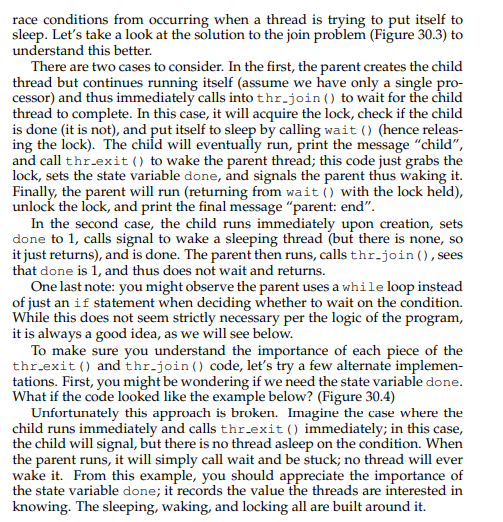 race conditions from occurring when a thread is trying to put itself to
sleep. Let's take a look at the solution to the join problem (Figure 30.3) to
understand this better.
There are two cases to consider. In the first, the parent creates the child
thread but continues running itself (assume we have only a single pro-
cessor) and thus immediately calls into thr_join() to wait for the child
thread to complete. In this case, it will acquire the lock, check if the child
is done (it is not), and put itself to sleep by calling wait() (hence releas-
ing the lock). The child will eventually run, print the message “child”,
and call thr_exit() to wake the parent thread; this code just grabs the
lock, sets the state variable done, and signals the parent thus waking it.
Finally, the parent will run (returning from wait() with the lock held),
unlock the lock, and print the final message “parent: end”.
In the second case, the child runs immediately upon creation, sets
done to 1, calls signal to wake a sleeping thread (but there is none, so
it just returns), and is done. The parent then runs, calls thr_join(), sees
that done is 1, and thus does not wait and returns.
One last note: you might observe the parent uses a while loop instead
of just an if statement when deciding whether to wait on the condition.
While this does not seem strictly necessary per the logic of the program,
it is always a good idea, as we will see below.
To make sure you understand the importance of each piece of the
thr_exit() and thr_join() code, let's try a few alternate implemen-
tations. First, you might be wondering if we need the state variable done.
What if the code looked like the example below? (Figure 30.4)
Unfortunately this approach is broken. Imagine the case where the
child runs immediately and calls thr_exit() immediately; in this case,
the child will signal, but there is no thread asleep on the condition. When
the parent runs, it will simply call wait and be stuck; no thread will ever
wake it. From this example, you should appreciate the importance of
the state variable done; it records the value the threads are interested in
knowing. The sleeping, waking, and locking all are built around it.